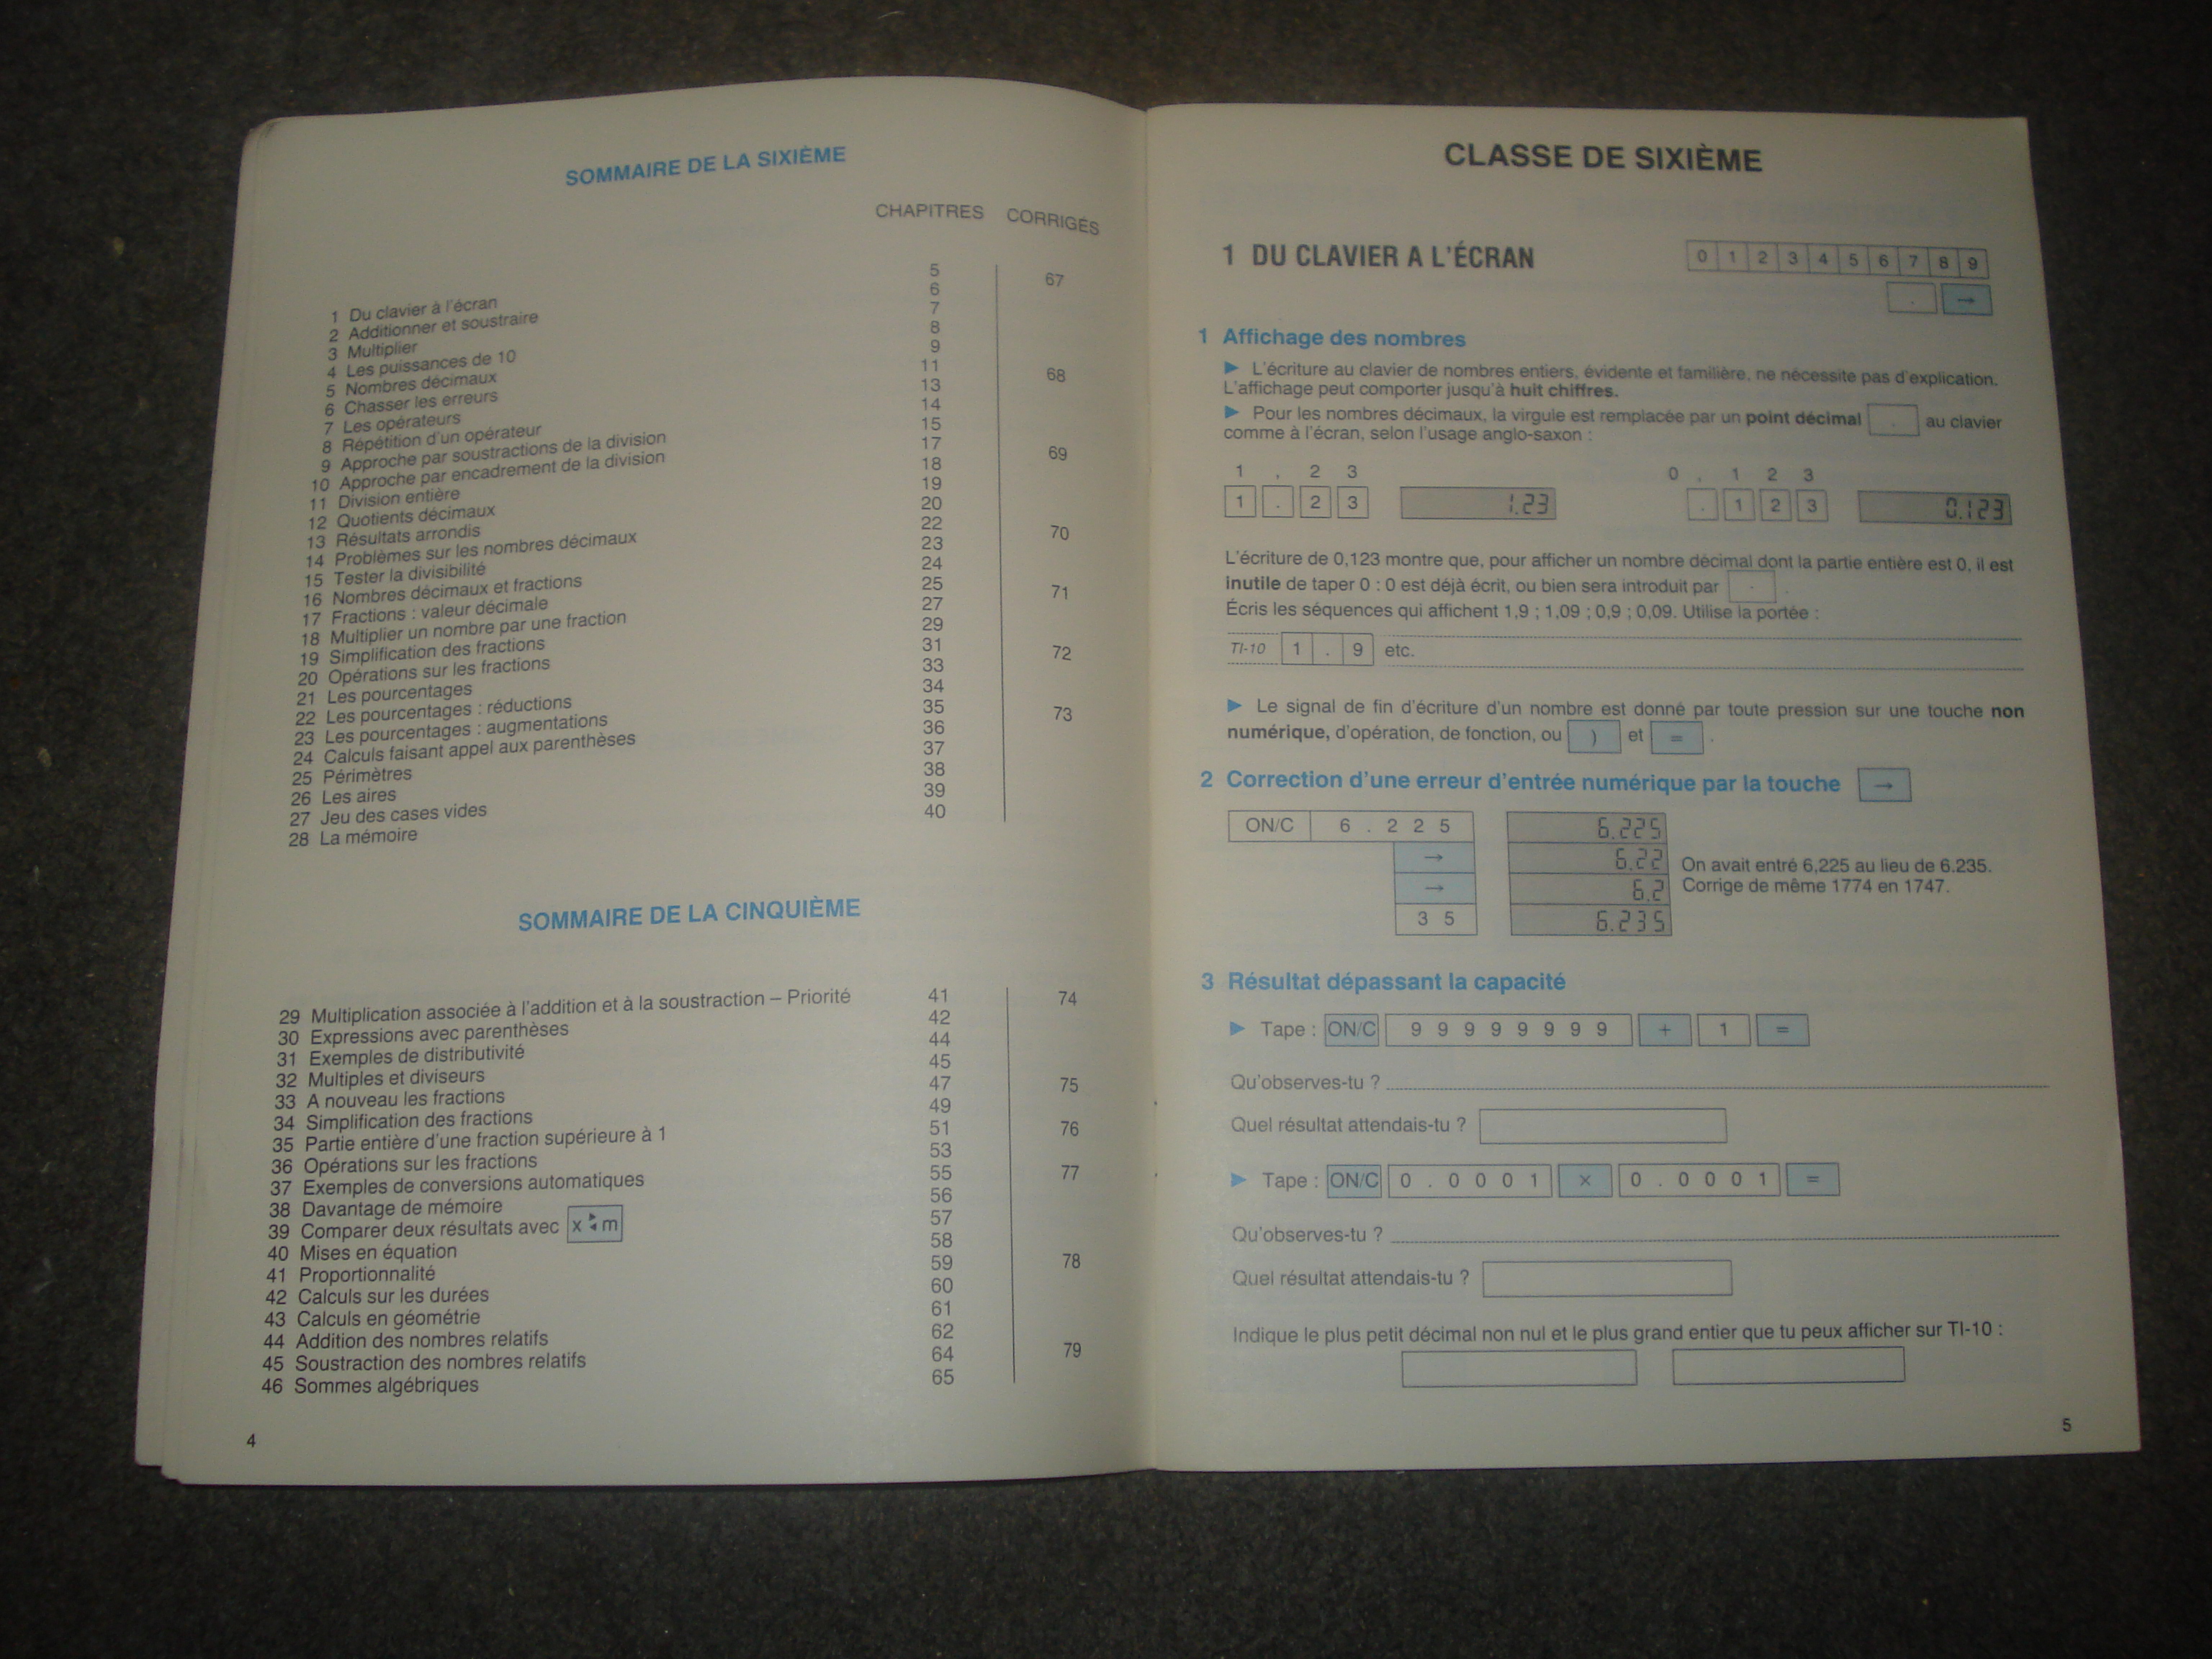 SOMMAIRE DE LA SIXIÈME
CHAPITRES CORRIGÉS
1 Du clavier à l'écran 5 67
2 Additionner et soustraire 6
3 Multiplier 7
4 Les puissances de 10 8
5 Nombres décimaux 9
6 Chasser les erreurs 11 68
7 Les opérateurs 13
8 Répétition d'un opérateur 14
9 Approche par soustractions de la division 15
10 Approche par encadrement de la division 17 69
11 Division entière 18
12 Quotients décimaux 19
13 Résultats arrondis 20
14 Problèmes sur les nombres décimaux 22 70
15 Tester la divisibilité 23
16 Nombres décimaux et fractions 24
17 Fractions : valeur décimale 25 71
18 Multiplier un nombre par une fraction 27
19 Simplification des fractions 29
20 Opérations sur les fractions 31 72
21 Les pourcentages 33
22 Les pourcentages : réductions 34
23 Les pourcentages : augmentations 35 73
24 Calculs faisant appel aux parenthèses 36
25 Périmètres 37
26 Les aires 38
27 Jeu des cases vides 39
28 La mémoire 40
SOMMAIRE DE LA CINQUIÈME
29 Multiplication associée à l'addition et à la soustraction – Priorité 41 74
30 Expressions avec parenthèses 42
31 Exemples de distributivité 44
32 Multiples et diviseurs 45
33 A nouveau les fractions 47 75
34 Simplification des fractions 49
35 Partie entière d'une fraction supérieure à 1 51 76
36 Opérations sur les fractions 53
37 Exemples de conversions automatiques 55 77
38 Davantage de mémoire 56
39 Comparer deux résultats avec x m 57
40 Mises en équation 58
41 Proportionnalité 59 78
42 Calculs sur les durées 60
43 Calculs en géométrie 61
44 Addition des nombres relatifs 62
45 Soustraction des nombres relatifs 64 79
46 Sommes algébriques 65
4
CLASSE DE SIXIÈME
1 DU CLAVIER A L'ÉCRAN 0 1 2 3 4 5 6 7 8 9
. →
1 Affichage des nombres
► L'écriture au clavier de nombres entiers, évidente et familière, ne nécessite pas d'explication.
L'affichage peut comporter jusqu'à huit chiffres.
► Pour les nombres décimaux, la virgule est remplacée par un point décimal . au clavier
comme à l'écran, selon l'usage anglo-saxon :
1 , 2 3 0 , 1 2 3
1 . 2 3 1.23 . 1 2 3 0.123
L'écriture de 0,123 montre que, pour afficher un nombre décimal dont la partie entière est 0, il est
inutile de taper 0 : 0 est déjà écrit, ou bien sera introduit par . .
Écris les séquences qui affichent 1,9 ; 1,09 ; 0,9 ; 0,09. Utilise la portée :
TI-10 1 . 9 etc.
► Le signal de fin d'écriture d'un nombre est donné par toute pression sur une touche non
numérique, d'opération, de fonction, ou ) et = .
2 Correction d'une erreur d'entrée numérique par la touche →
ON/C 6 . 2 2 5 6.225
→ 6.22 On avait entré 6,225 au lieu de 6.235.
→ 6.2 Corrige de même 1774 en 1747.
3 5 6.235
3 Résultat dépassant la capacité
► Tape : ON/C 9 9 9 9 9 9 9 9 + 1 =
Qu'observes-tu ?
Quel résultat attendais-tu ?
► Tape : ON/C 0 . 0 0 0 1 × 0 . 0 0 0 1 =
Qu'observes-tu ?
Quel résultat attendais-tu ?
Indique le plus petit décimal non nul et le plus grand entier que tu peux afficher sur TI-10 :
5